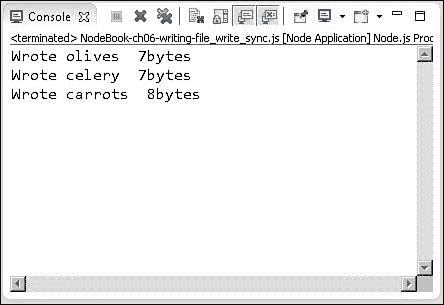 Console
<terminated> NodeBook-ch06-writing-file_write_sync.js [Node Application] Node.js Proc
Wrote olives  7bytes
Wrote celery  7bytes
Wrote carrots  8bytes